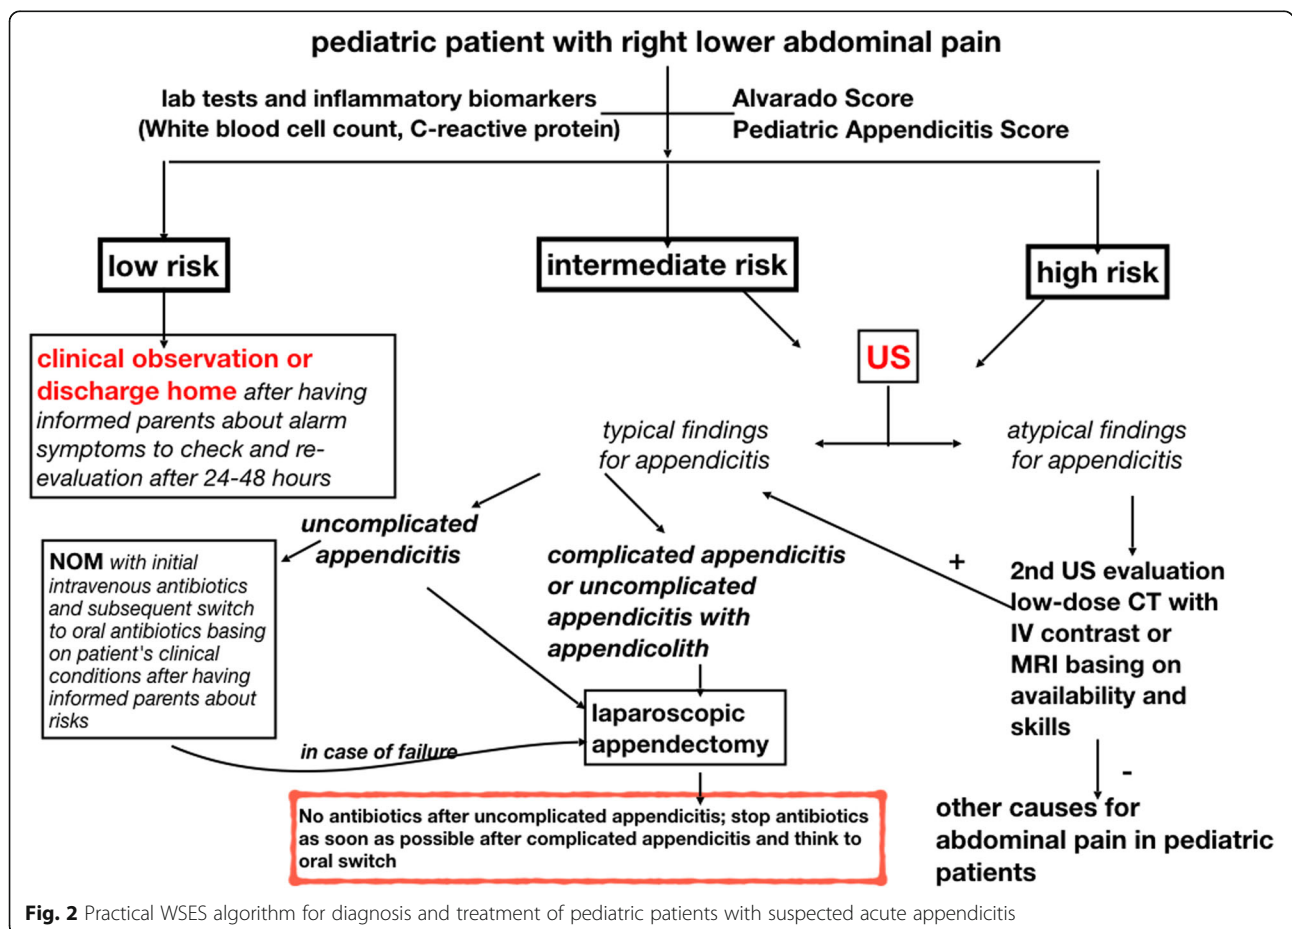 pediatric patient with right lower abdominal pain
lab tests and inflammatory biomarkers
(White blood cell count, C-reactive protein)
Alvarado Score
Pediatric Appendicitis Score
low risk
intermediate risk
high risk
clinical observation or
discharge home after having
informed parents about alarm
symptoms to check and re-
evaluation after 24-48 hours
US
typical findings
for appendicitis
atypical findings
for appendicitis
uncomplicated
appendicitis
complicated appendicitis
or uncomplicated
appendicitis with
appendicolith
NOM with initial
intravenous antibiotics
and subsequent switch
to oral antibiotics basing
on patient's clinical
conditions after having
informed parents about
risks
+
2nd US evaluation
low-dose CT with
IV contrast or
MRI basing on
availability and
skills
laparoscopic
appendectomy
in case of failure
-
No antibiotics after uncomplicated appendicitis; stop antibiotics
as soon as possible after complicated appendicitis and think to
oral switch
other causes for
abdominal pain in pediatric
patients
Fig. 2 Practical WSES algorithm for diagnosis and treatment of pediatric patients with suspected acute appendicitis